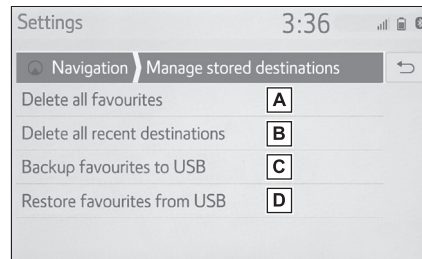 Settings 3:36
Navigation Manage stored destinations
Delete all favourites A
Delete all recent destinations B
Backup favourites to USB C
Restore favourites from USB D